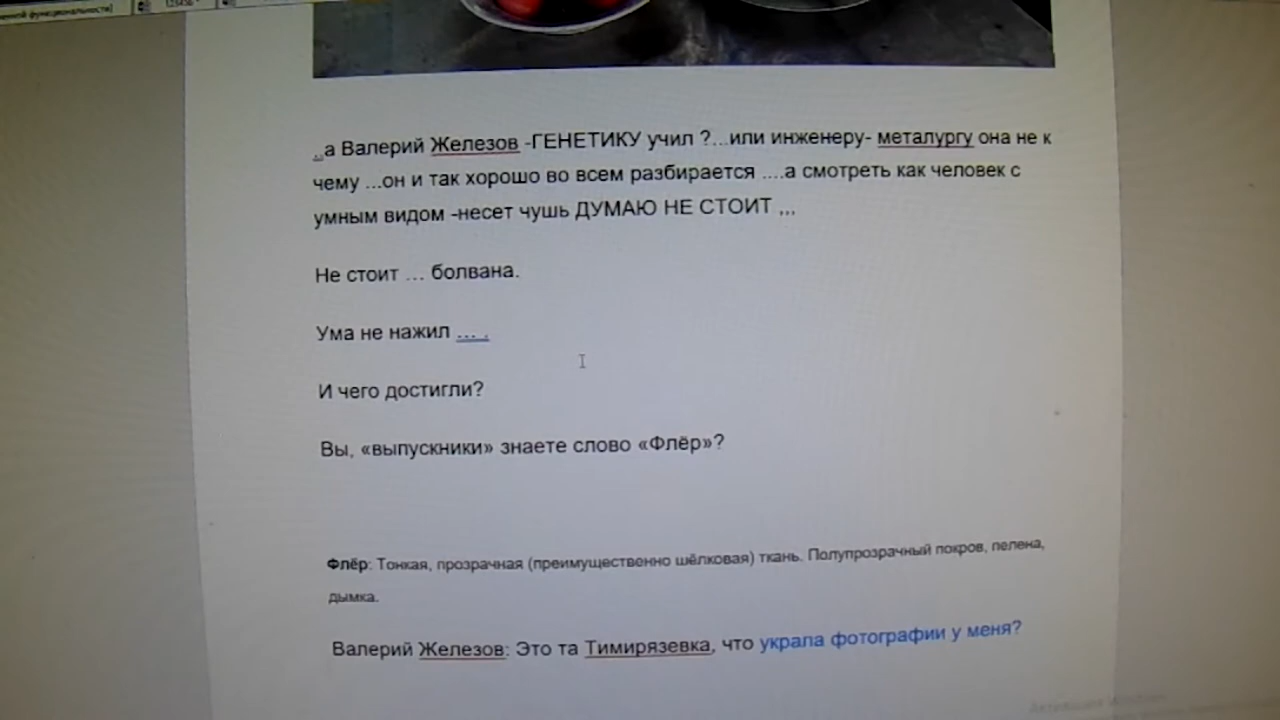 енной функциональности]
,,а Валерий Железов -ГЕНЕТИКУ учил ?...или инженеру- металургу она не к
чему ...он и так хорошо во всем разбирается ....а смотреть как человек с
умным видом -несет чушь ДУМАЮ НЕ СТОИТ ,,,
Не стоит ... болвана.
Ума не нажил ... .
И чего достигли?
Вы, «выпускники» знаете слово «Флёр»?
Флёр: Тонкая, прозрачная (преимущественно шёлковая) ткань. Полупрозрачный покров, пелена,
дымка.
Валерий Железов: Это та Тимирязевка, что украла фотографии у меня?